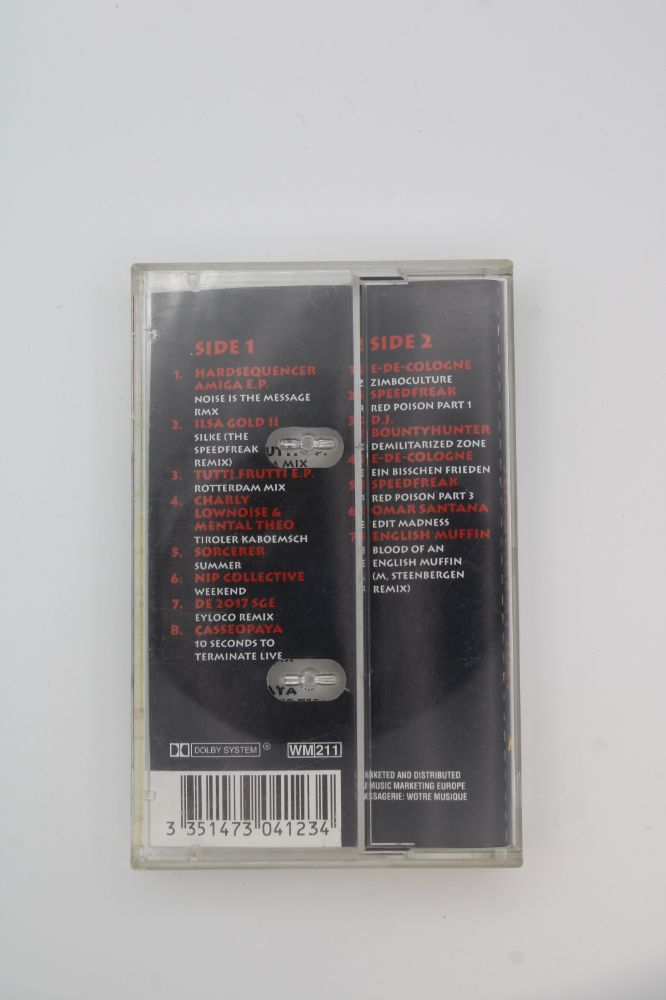 SIDE 1
1. HARDSEQUENCER
AMIGA E.P.
NOISE IS THE MESSAGE
RMX
2. ILSA GOLD II
SILKE (THE
SPEEDFREAK
REMIX)
3. TUTTI FRUTTI E.P.
ROTTERDAM MIX
4. CHARLY
LOWNOISE &
MENTAL THEO
TIROLER KABOEMSCH
5. SORCERER
SUMMER
6. NIP COLLECTIVE
WEEKEND
7. DE 2017 SGE
EYLOCO REMIX
8. CASSEOPAYA
10 SECONDS TO
TERMINATE LIVE
DOLBY SYSTEM ®
WM 211
3 351473 041234
SIDE 2
E-DE-COLOGNE
ZIMBOCULTURE
SPEEDFREAK
RED POISON PART 1
D.J.
BOUNTYHUNTER
DEMILITARIZED ZONE
E-DE-COLOGNE
EIN BISSCHEN FRIEDEN
SPEEDFREAK
RED POISON PART 3
OMAR SANTANA
EDIT MADNESS
ENGLISH MUFFIN
BLOOD OF AN
ENGLISH MUFFIN
(M, STEENBERGEN
REMIX)
AND DISTRIBUTED
MUSIC MARKETING EUROPE
WOTRE MUSIQUE